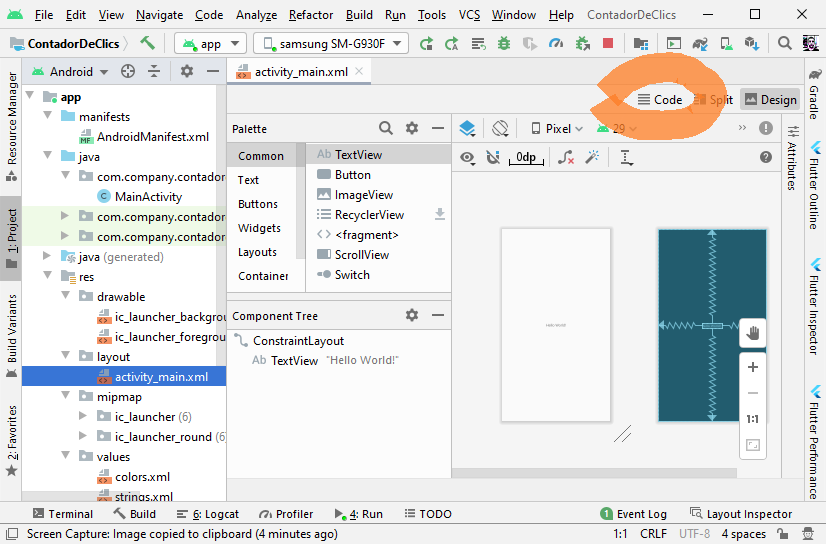 File Edit View Navigate Code Analyze Refactor Build Run Tools VCS Window Help ContadorDeClics
ContadorDeClics app samsung SM-G930F
Android activity_main.xml
Code Split Design
Resource Manager
1: Project
Build Variants
2: Favorites
app
manifests
AndroidManifest.xml
java
com.company.contador
MainActivity
com.company.contador
com.company.contador
java (generated)
res
drawable
ic_launcher_backgrou
ic_launcher_foregroun
layout
activity_main.xml
mipmap
ic_launcher (6)
ic_launcher_round (6)
values
colors.xml
strings.xml
Palette
Common
Text
Buttons
Widgets
Layouts
Container
Ab TextView
Button
ImageView
RecyclerView
<fragment>
ScrollView
Switch
Component Tree
ConstraintLayout
Ab TextView "Hello World!"
Pixel 29
0dp
1:1
Attributes
Gradle
Flutter Outline
Flutter Inspector
Flutter Performance
Terminal Build 6: Logcat Profiler 4: Run TODO 1 Event Log Layout Inspector
Screen Capture: Image copied to clipboard (4 minutes ago) 1:1 CRLF UTF-8 4 spaces